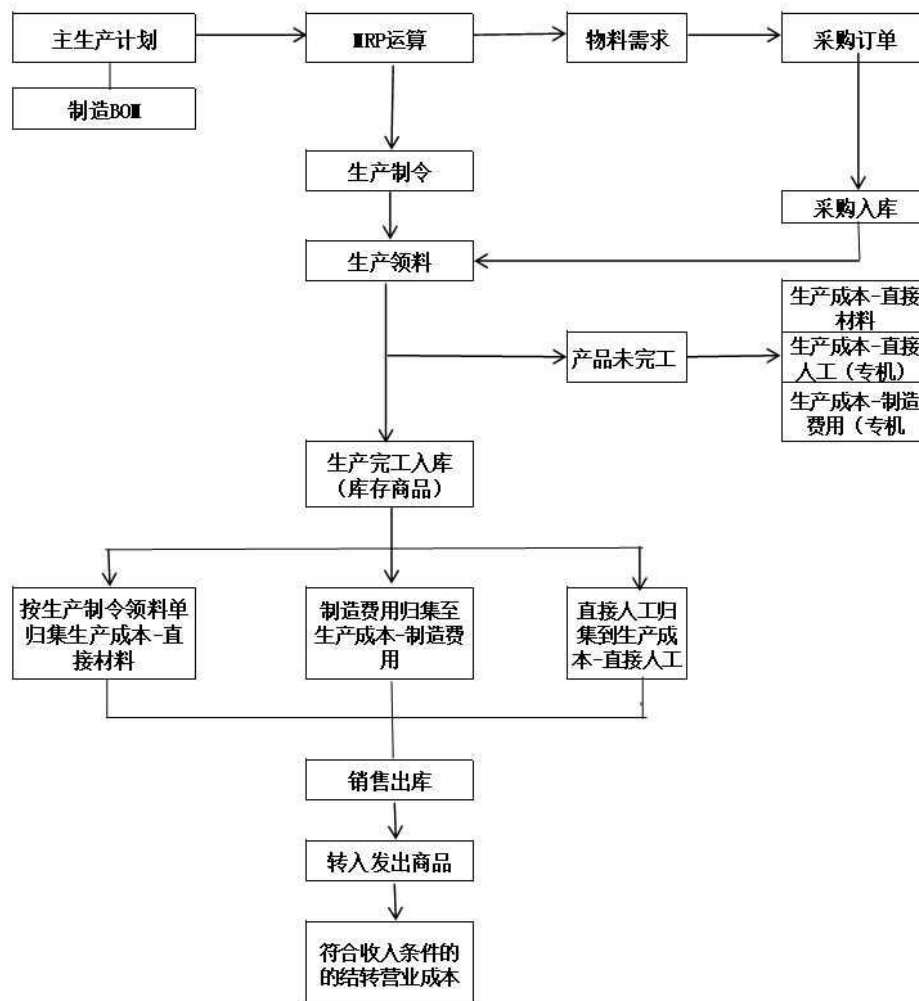 主生产计划
MRP运算
物料需求
采购订单
制造BOM
生产制令
采购入库
生产领料
生产成本-直接
材料
产品未完工
生产成本-直接
人工（专机）
生产成本-制造
费用（专机
生产完工入库
（库存商品）
按生产制令领料单
归集生产成本-直
接材料
制造费用归集至
生产成本-制造费
用
直接人工归
集到生产成
本-直接人工
销售出库
转入发出商品
符合收入条件的
的结转营业成本